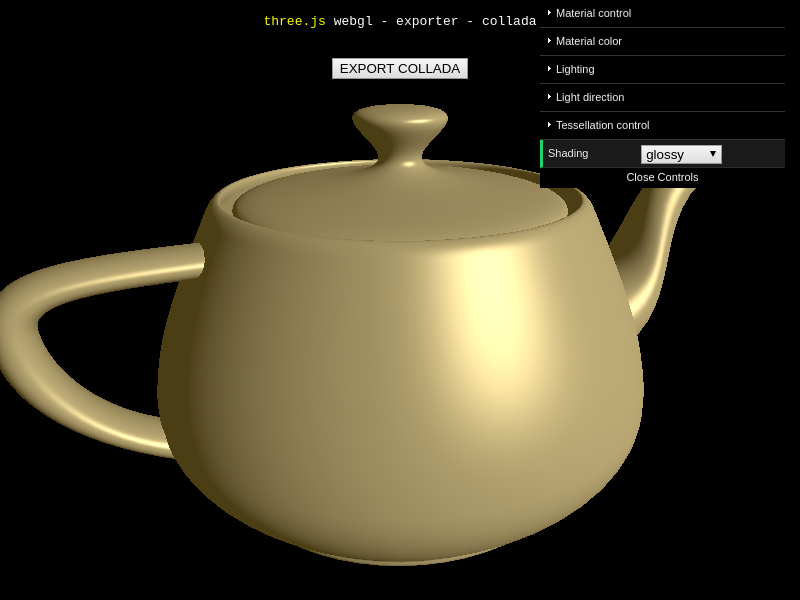 three.js webgl - exporter - collada
EXPORT COLLADA
Material control
Material color
Lighting
Light direction
Tessellation control
Shading glossy
Close Controls